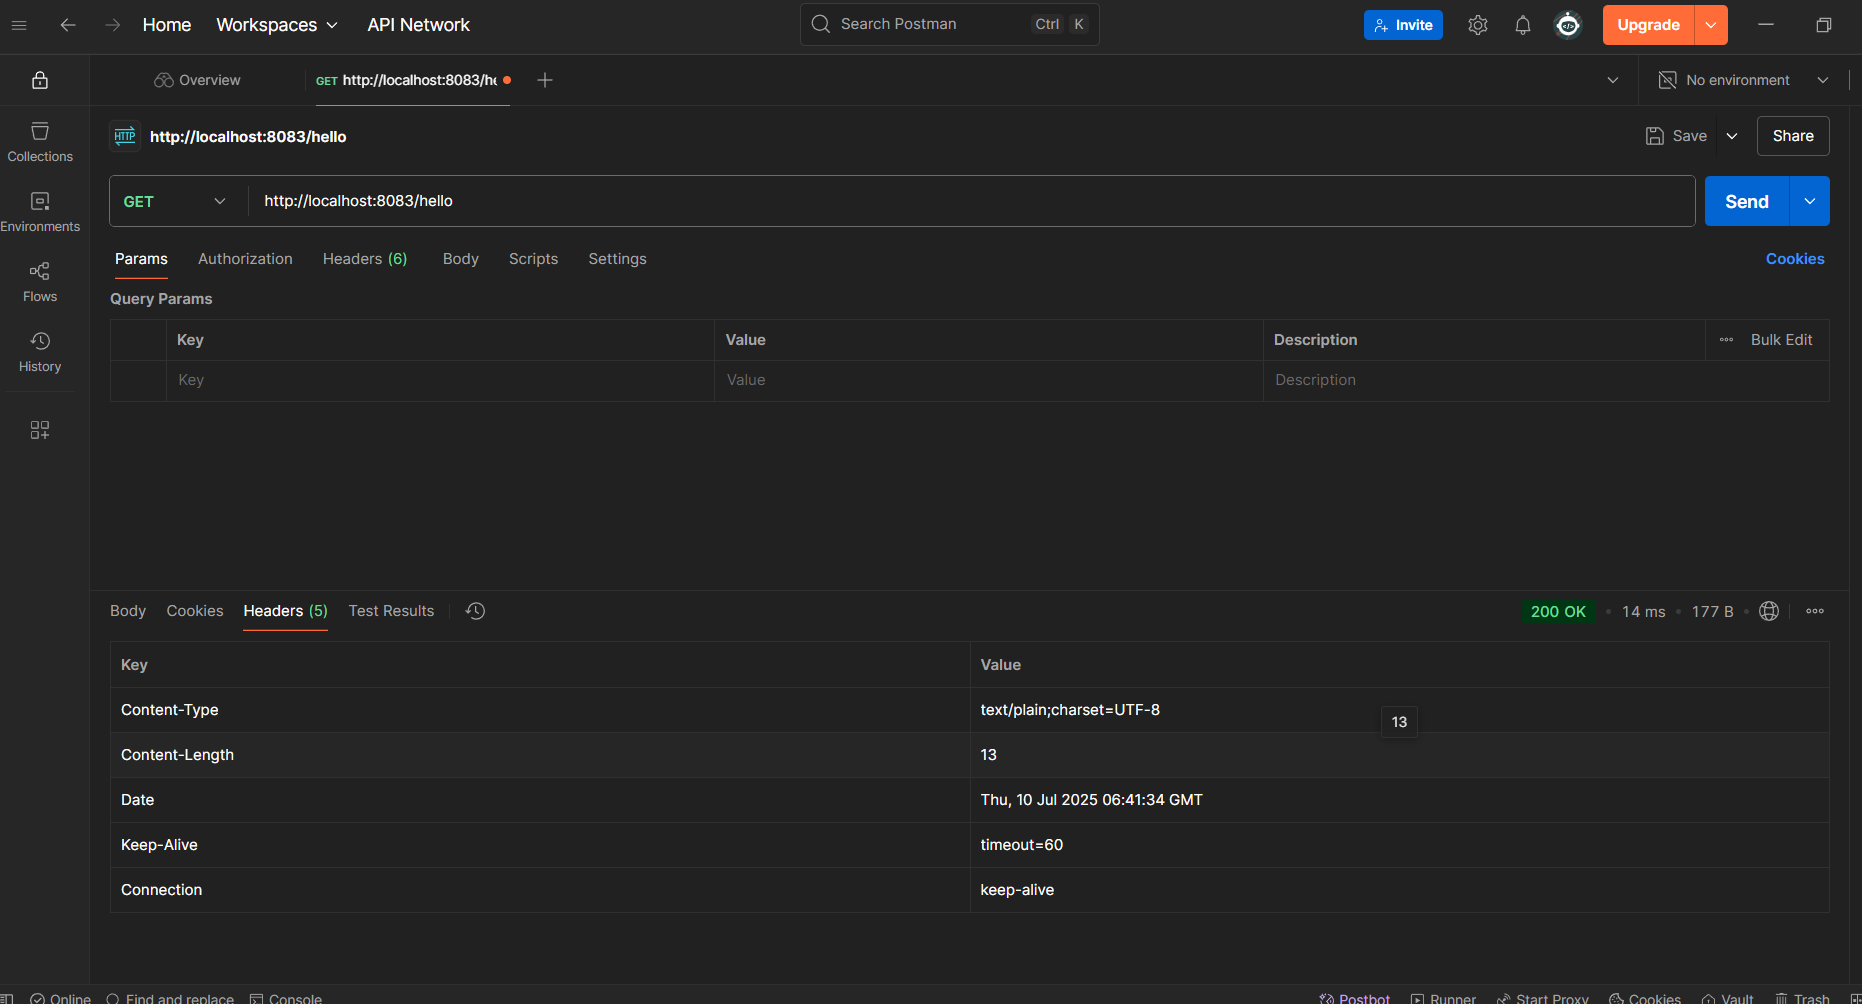 Home Workspaces API Network Search Postman Ctrl K Invite Upgrade
Overview GET http://localhost:8083/he No environment
HTTP http://localhost:8083/hello Save Share
Collections
GET http://localhost:8083/hello Send
Environments
Params Authorization Headers (6) Body Scripts Settings Cookies
Flows
Query Params
Key Value Description Bulk Edit
History
Key Value Description
Body Cookies Headers (5) Test Results 200 OK • 14 ms • 177 B •
Key Value
Content-Type text/plain;charset=UTF-8
13
Content-Length 13
Date Thu, 10 Jul 2025 06:41:34 GMT
Keep-Alive timeout=60
Connection keep-alive
Online Find and replace Console Postbot Runner Start Proxy Cookies Vault Trash